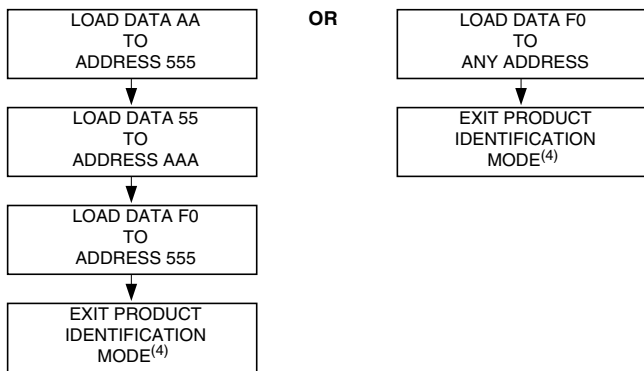 LOAD DATA AA
TO
ADDRESS 555
LOAD DATA 55
TO
ADDRESS AAA
LOAD DATA F0
TO
ADDRESS 555
EXIT PRODUCT
IDENTIFICATION
MODE(4)
OR
LOAD DATA F0
TO
ANY ADDRESS
EXIT PRODUCT
IDENTIFICATION
MODE(4)